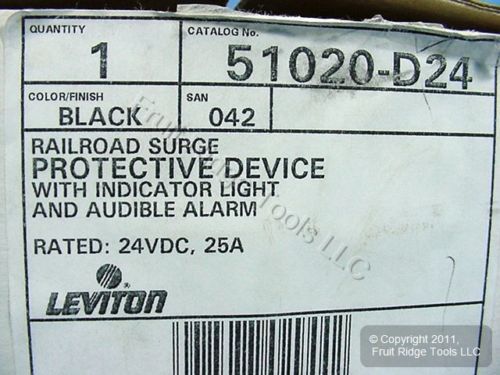 QUANTITY
CATALOG No.
1
51020-D24
COLOR/FINISH
SAN
BLACK
042
RAILROAD SURGE
PROTECTIVE DEVICE
WITH INDICATOR LIGHT
AND AUDIBLE ALARM
RATED: 24VDC, 25A
LEVITON
Fruit Ridge Tools LLC
© Copyright 2011,
Fruit Ridge Tools LLC